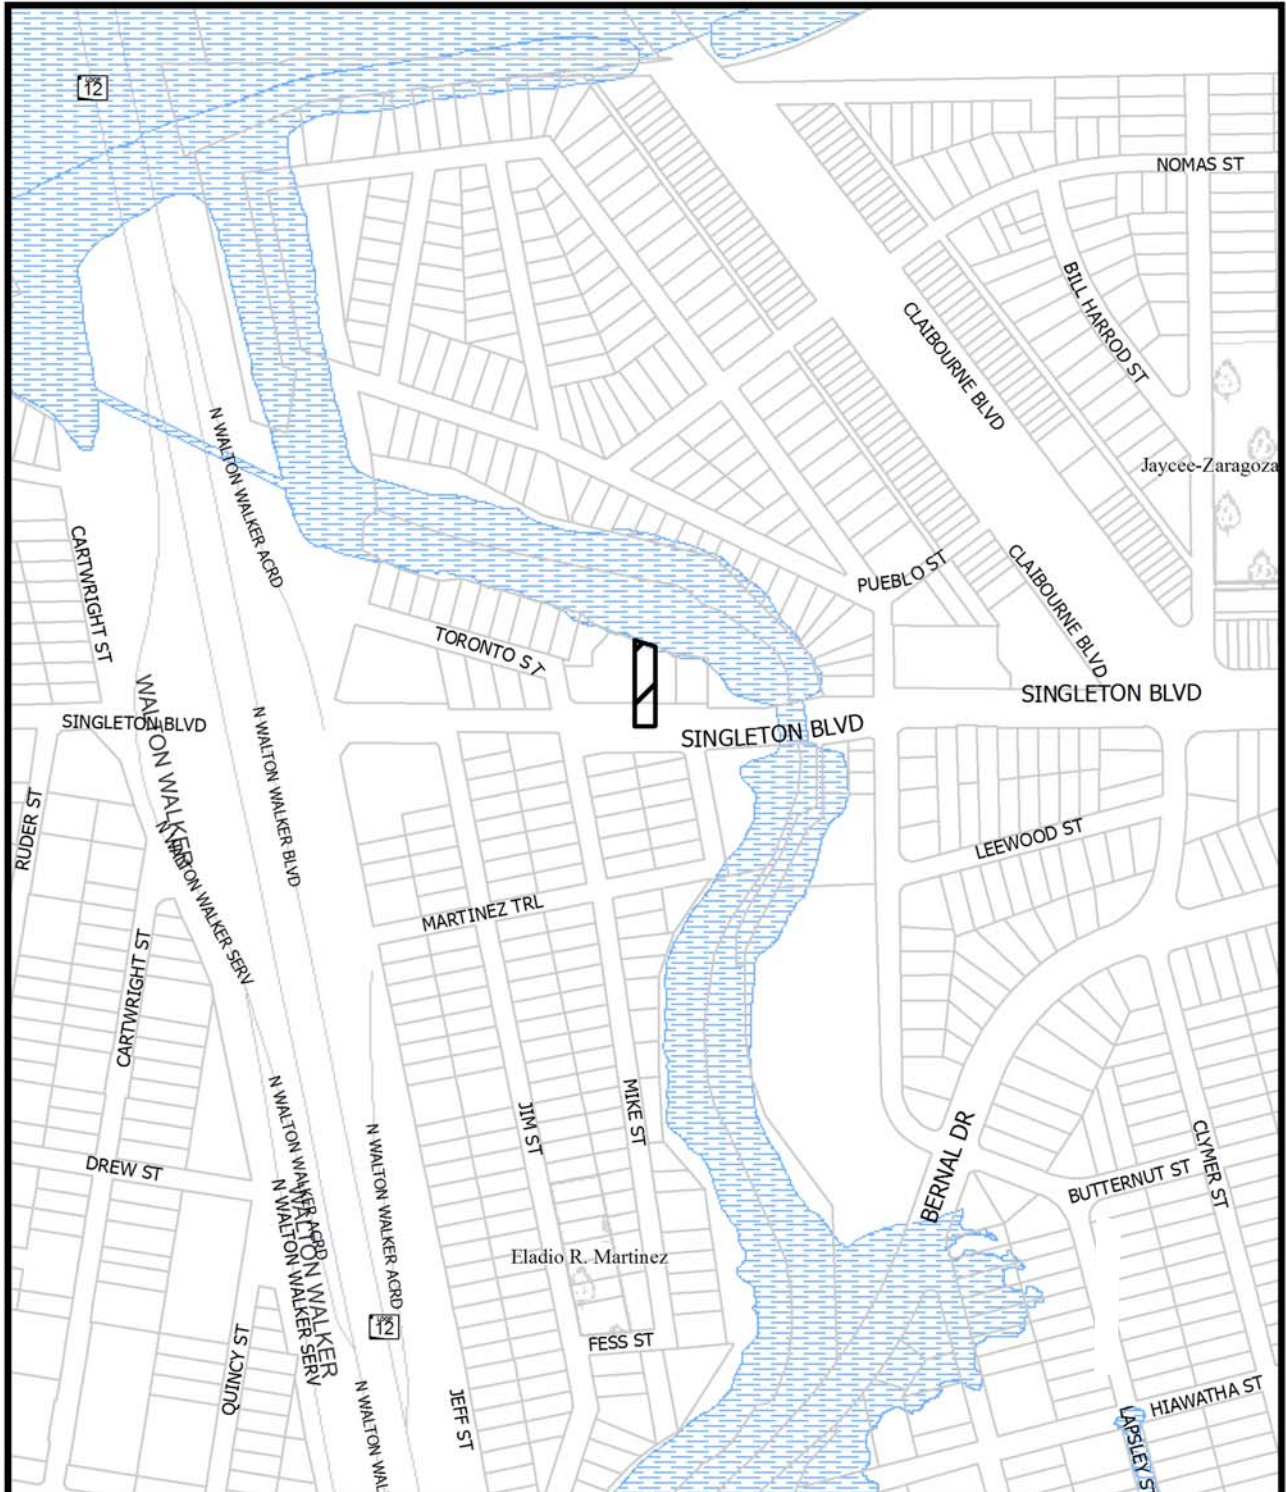 LOOP
12
NOMAS ST
BILL HARROD ST
CLAIBOURNE BLVD
N WALTON WALKER ACRD
Jaycee-Zaragoza
CARTWRIGHT ST
PUEBLO ST
CLAIBOURNE BLVD
TORONTO ST
SINGLETON BLVD
WALTON WALKER
SINGLETON BLVD
N WALTON WALKER BLVD
SINGLETON BLVD
RUDER ST
N WALTON WALKER SERV
LEEWOOD ST
MARTINEZ TRL
CARTWRIGHT ST
N WALTON WALKER ACRD
JIM ST
MIKE ST
N WALTON WALKER ACRD
BERNAL DR
CLYMER ST
DREW ST
BUTTERNUT ST
N WALTON WALKER SERV
WALTON WALKER
Eladio R. Martinez
LOOP
12
QUINCY ST
FESS ST
N WALTON WAL
JEFF ST
HIAWATHA ST
LAPSLEY ST